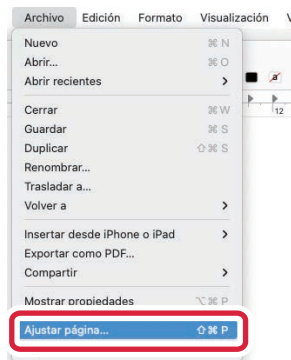 Archivo Edición Formato Visualización
Nuevo ⌘ N
Abrir... ⌘ O
Abrir recientes >
12
Cerrar ⌘ W
Guardar ⌘ S
Duplicar ⇧ ⌘ S
Renombrar...
Trasladar a...
Volver a >
Insertar desde iPhone o iPad >
Exportar como PDF...
Compartir >
Mostrar propiedades ⌥ ⌘ P
Ajustar página... ⇧ ⌘ P